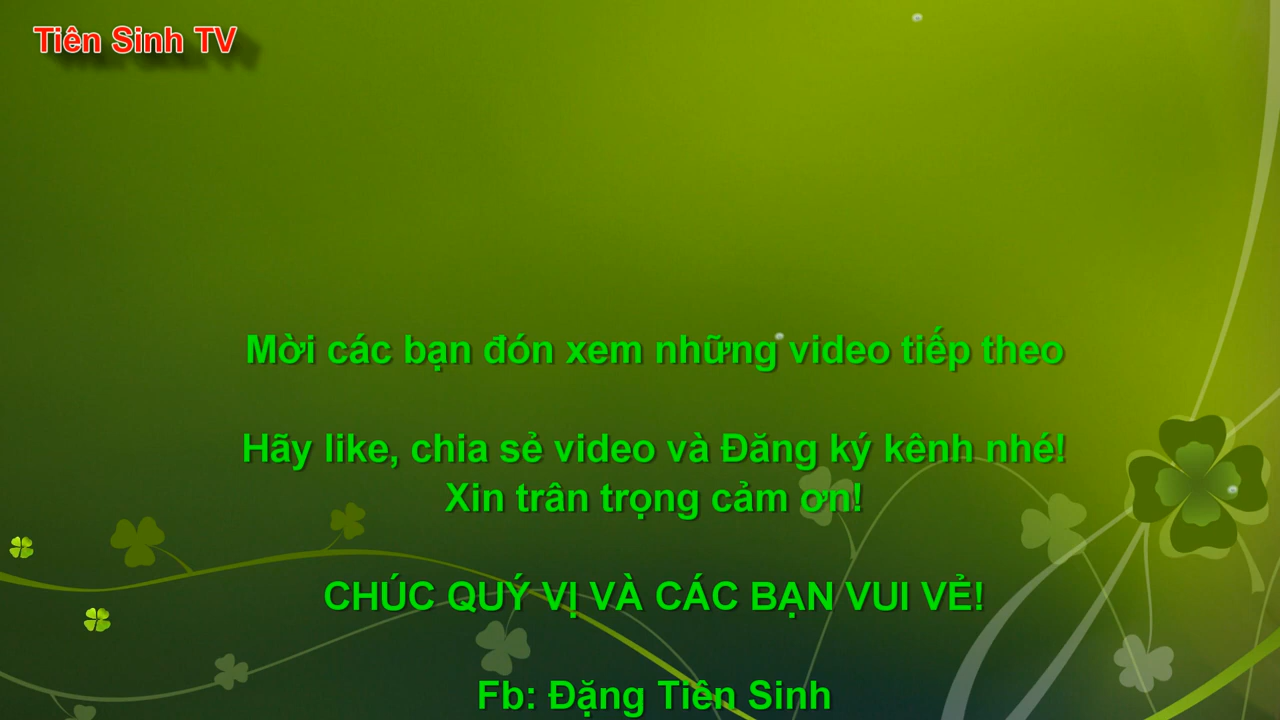 Tiên Sinh TV
Mời các bạn đón xem những video tiếp theo
Hãy like, chia sẻ video và Đăng ký kênh nhé!
Xin trân trọng cảm ơn!
CHÚC QUÝ VỊ VÀ CÁC BẠN VUI VẺ!
Fb: Đặng Tiên Sinh